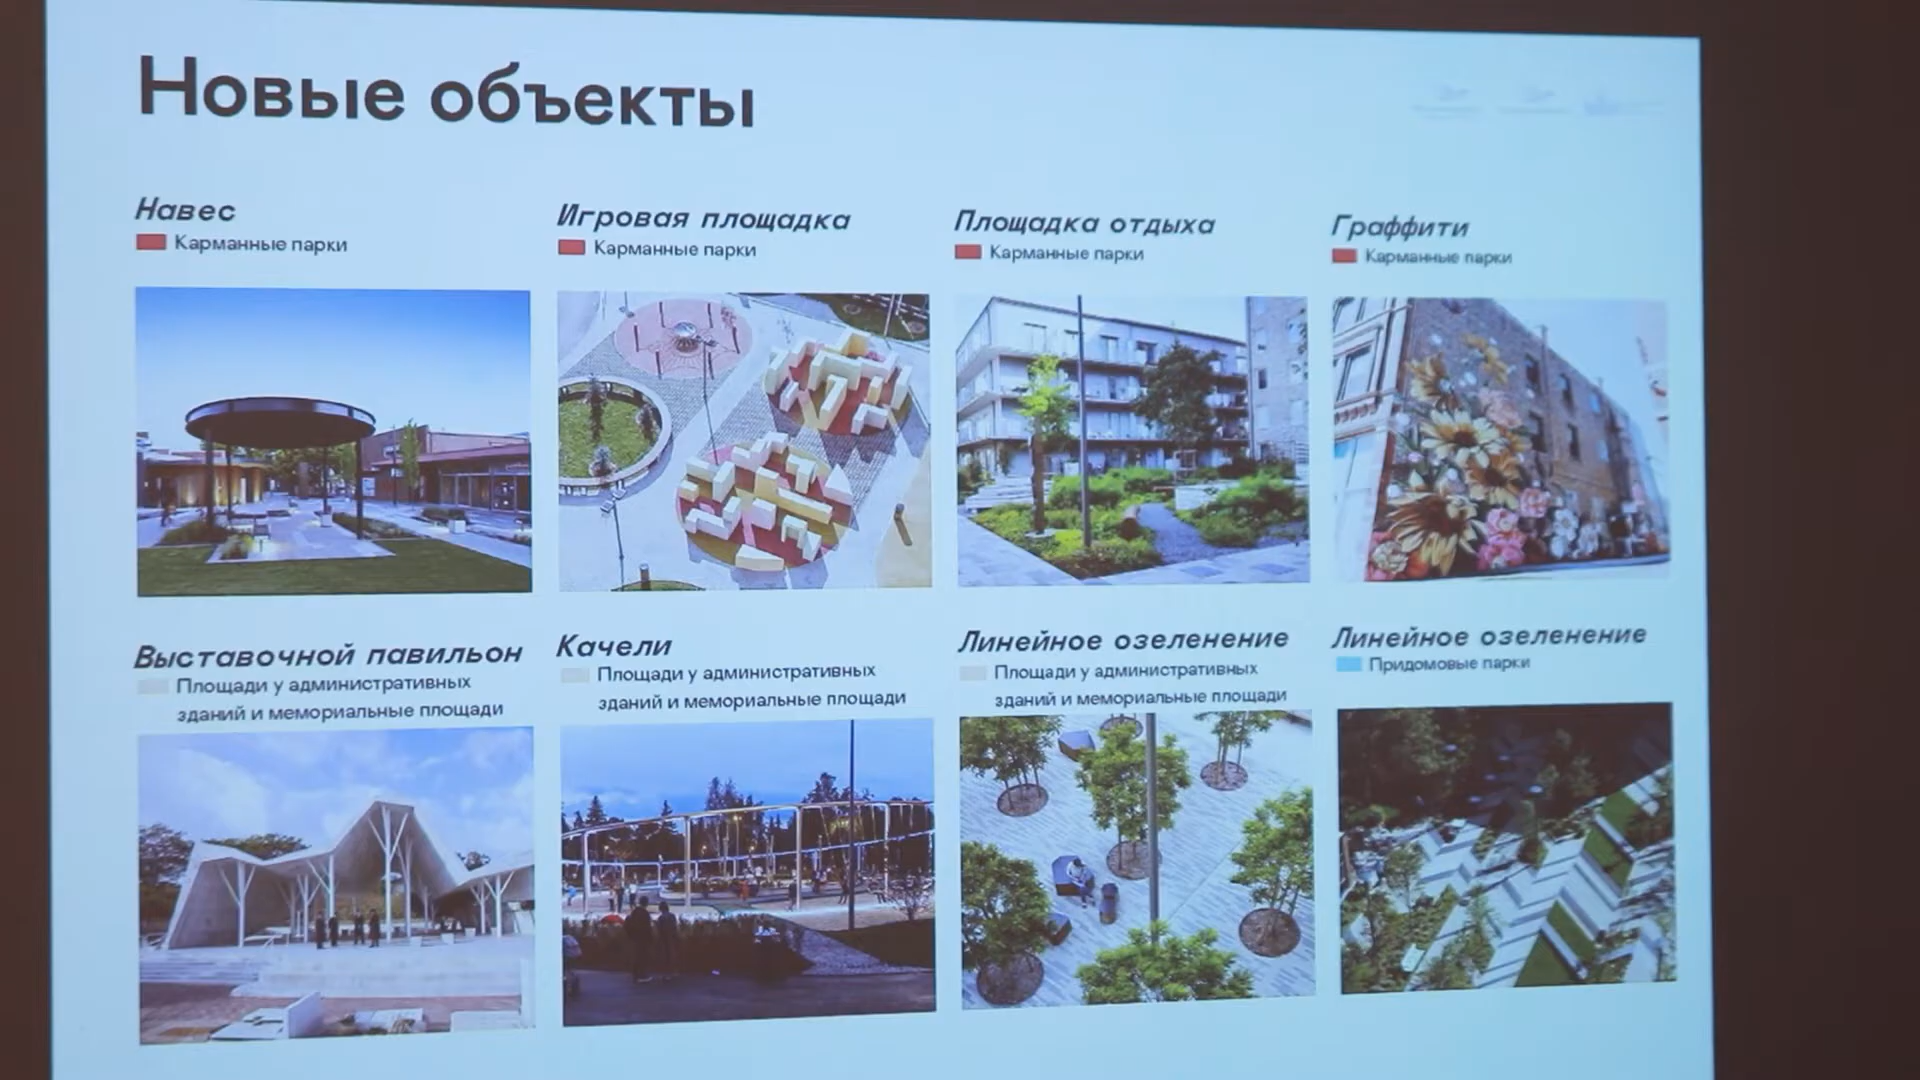 Новые объекты
Навес
Карманные парки
Игровая площадка
Карманные парки
Площадка отдыха
Карманные парки
Граффити
Карманные парки
Выставочной павильон
Площади у административных
зданий и мемориальные площади
Качели
Площади у административных
зданий и мемориальные площади
Линейное озеленение
Площади у административных
зданий и мемориальные площади
Линейное озеленение
Придомовые парки